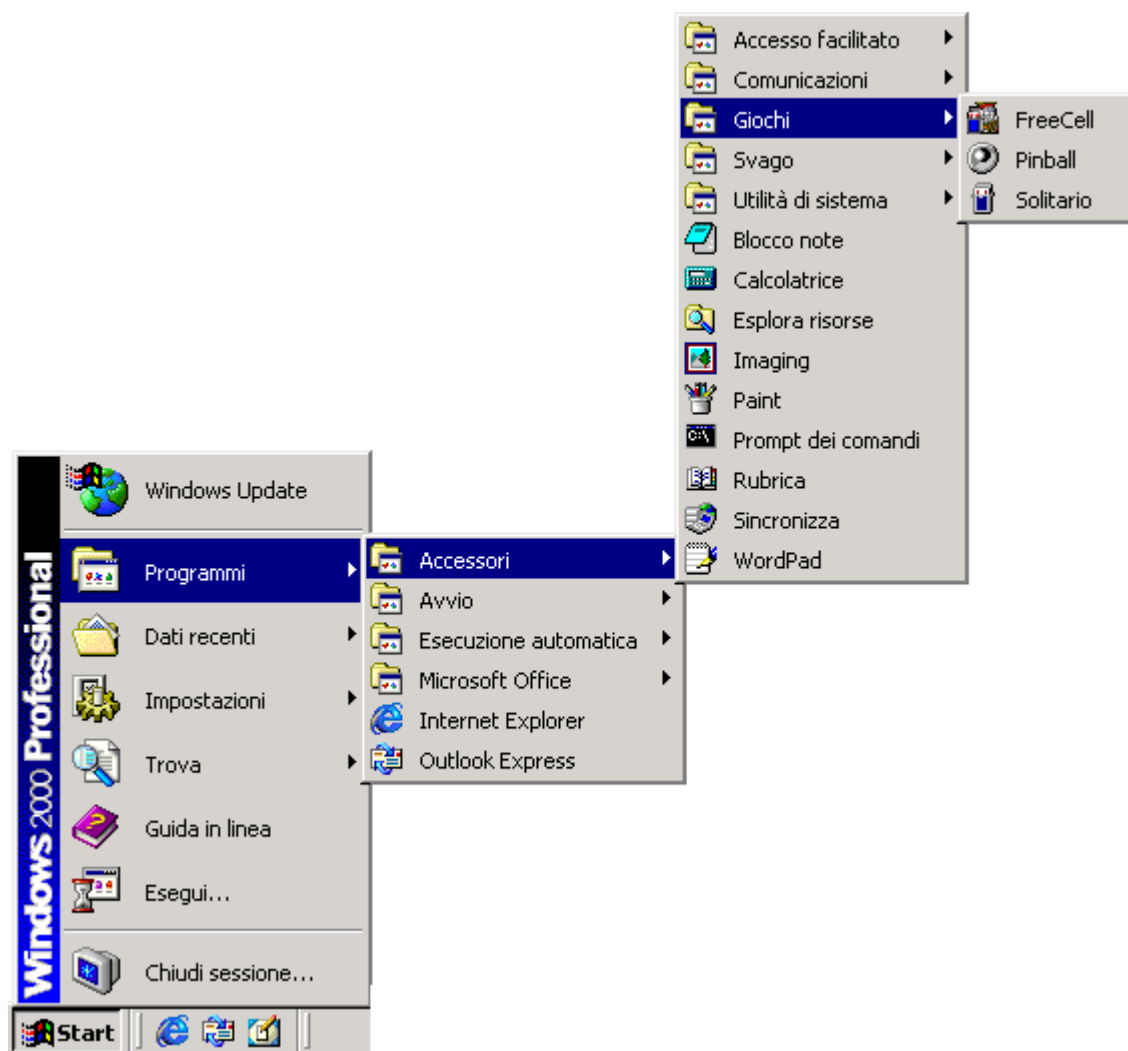 Accesso facilitato
Comunicazioni
Giochi
Svago
Utilità di sistema
Blocco note
Calcolatrice
Esplora risorse
Imaging
Paint
Prompt dei comandi
Rubrica
Sincronizza
WordPad
FreeCell
Pinball
Solitario
Windows 2000 Professional
Windows Update
Programmi
Dati recenti
Impostazioni
Trova
Guida in linea
Esegui...
Chiudi sessione...
Accessori
Avvio
Esecuzione automatica
Microsoft Office
Internet Explorer
Outlook Express
Start